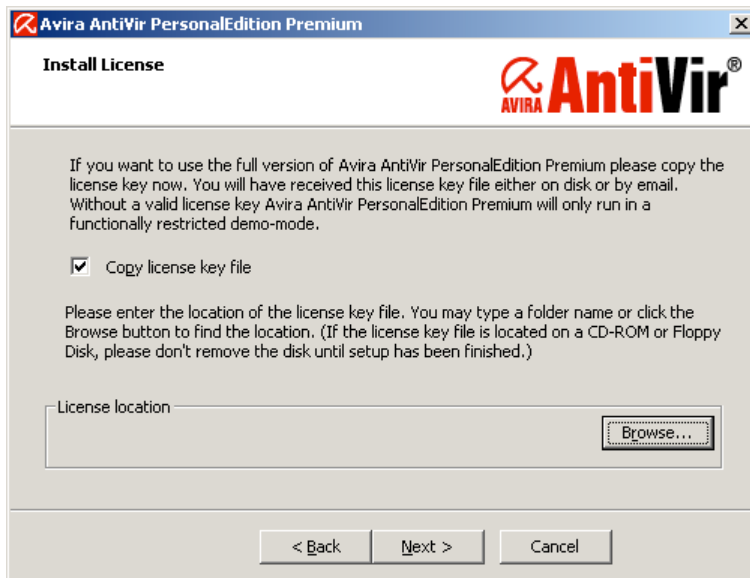 Avira AntiVir PersonalEdition Premium
Install License
AVIRA AntiVir®
If you want to use the full version of Avira AntiVir PersonalEdition Premium please copy the
license key now. You will have received this license key file either on disk or by email.
Without a valid license key Avira AntiVir PersonalEdition Premium will only run in a
functionally restricted demo-mode.
Copy license key file
Please enter the location of the license key file. You may type a folder name or click the
Browse button to find the location. (If the license key file is located on a CD-ROM or Floppy
Disk, please don't remove the disk until setup has been finished.)
License location
Browse...
< Back Next > Cancel